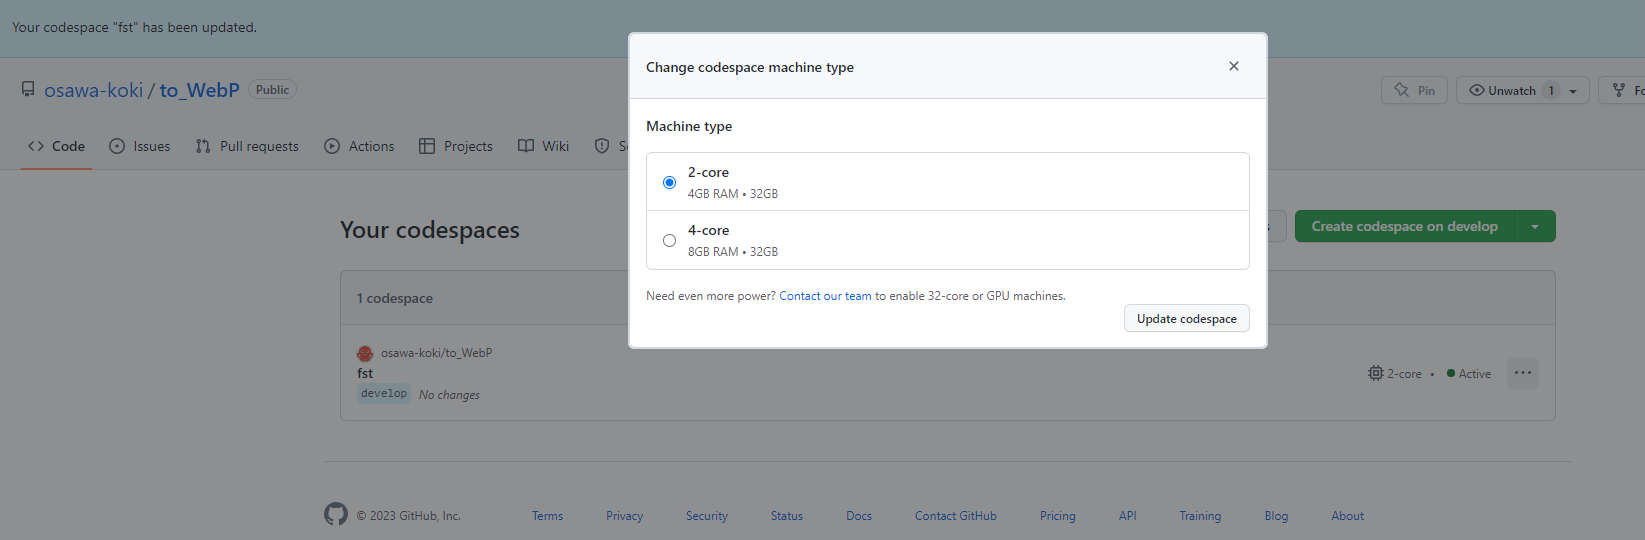 Your codespace "fst" has been updated.
Change codespace machine type
osawa-koki / to_WebP Public
Pin
Unwatch 1
Code Issues Pull requests Actions Projects Wiki
Machine type
2-core
4GB RAM • 32GB
4-core
8GB RAM • 32GB
Need even more power? Contact our team to enable 32-core or GPU machines.
Update codespace
Your codespaces
Create codespace on develop
1 codespace
osawa-koki/to_WebP
fst
develop No changes
2-core • Active
© 2023 GitHub, Inc. Terms Privacy Security Status Docs Contact GitHub Pricing API Training Blog About